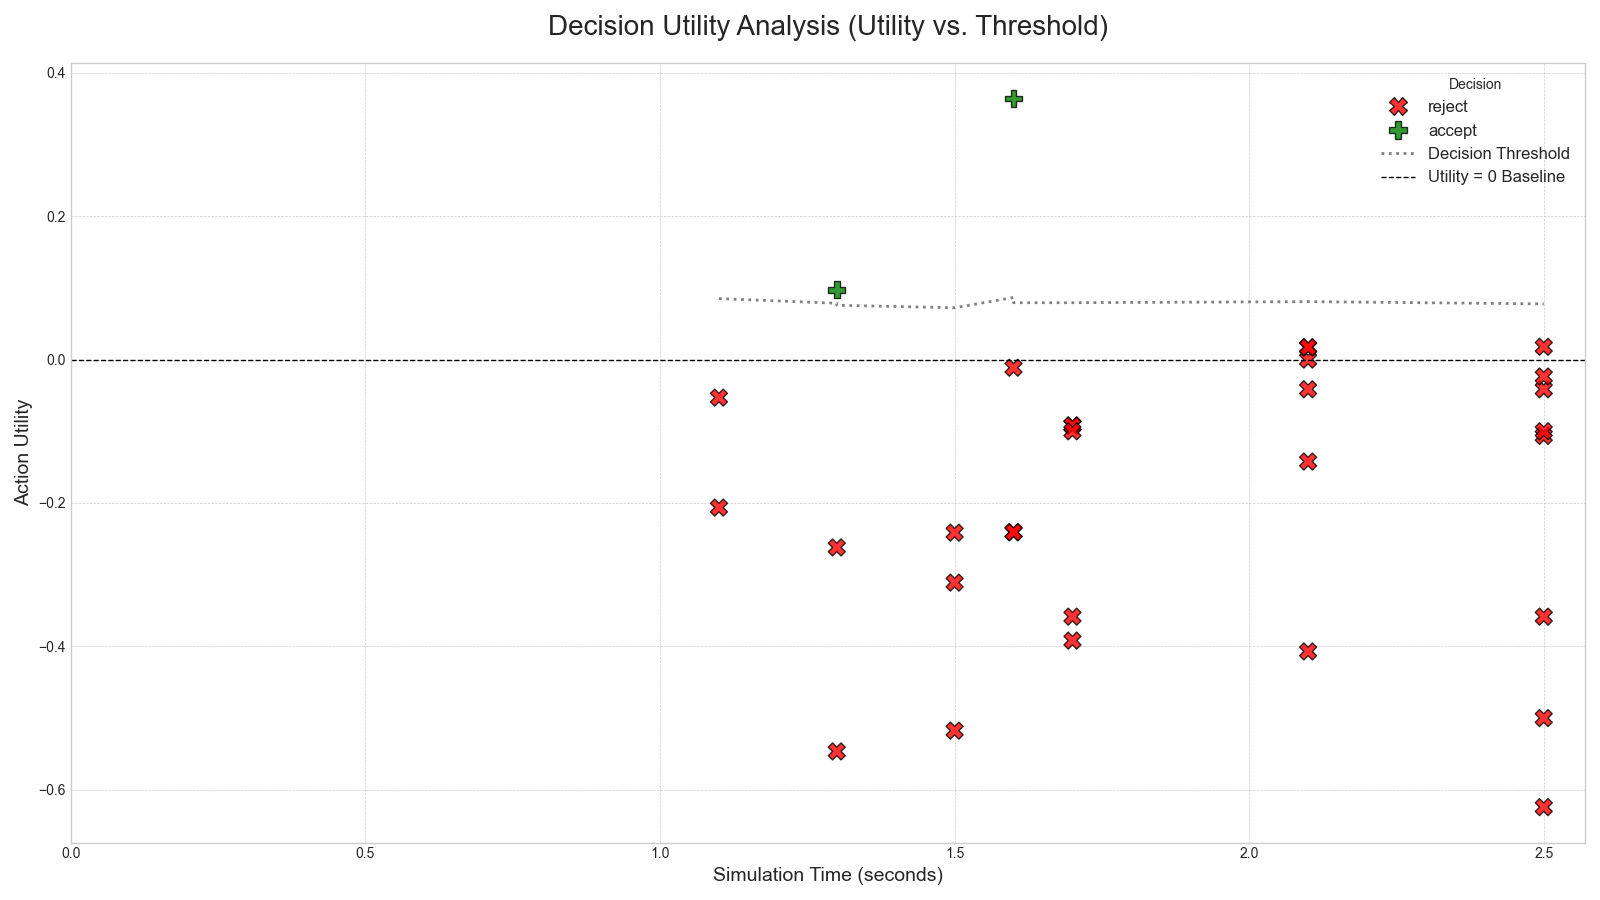 Decision Utility Analysis (Utility vs. Threshold)
Decision
reject
accept
Decision Threshold
Utility = 0 Baseline
Action Utility
0.4
0.2
0.0
−0.2
−0.4
−0.6
0.0 0.5 1.0 1.5 2.0 2.5
Simulation Time (seconds)